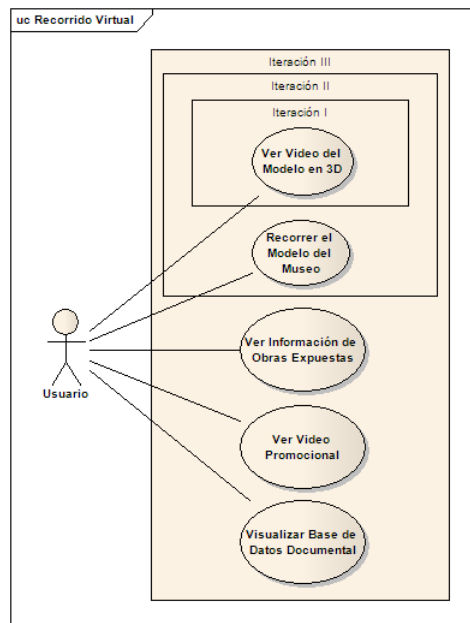 uc Recorrido Virtual
Iteración III
Iteración II
Iteración I
Ver Video del
Modelo en 3D
Recorrer el
Modelo del
Museo
Ver Información de
Obras Expuestas
Usuario
Ver Video
Promocional
Visualizar Base de
Datos Documental